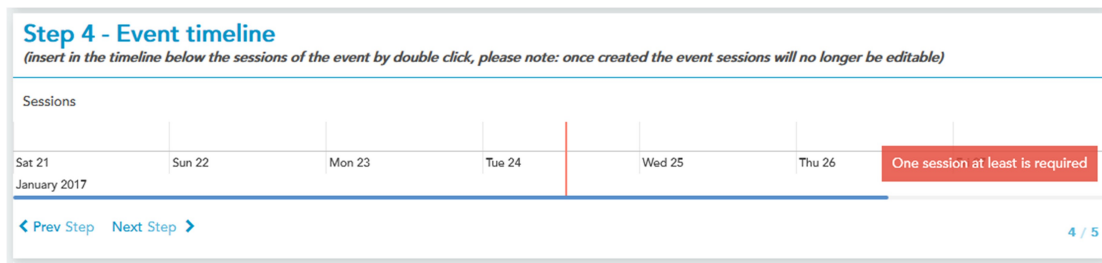 Step 4 - Event timeline
(insert in the timeline below the sessions of the event by double click, please note: once created the event sessions will no longer be editable)
Sessions
Sat 21 Sun 22 Mon 23 Tue 24 Wed 25 Thu 26
One session at least is required
January 2017
Prev Step Next Step
4 / 5